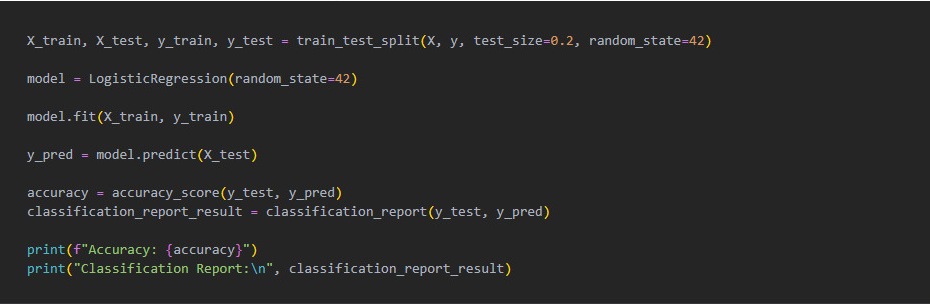 X_train, X_test, y_train, y_test = train_test_split(X, y, test_size=0.2, random_state=42)
model = LogisticRegression(random_state=42)
model.fit(X_train, y_train)
y_pred = model.predict(X_test)
accuracy = accuracy_score(y_test, y_pred)
classification_report_result = classification_report(y_test, y_pred)
print(f"Accuracy: {accuracy}")
print("Classification Report:\n", classification_report_result)